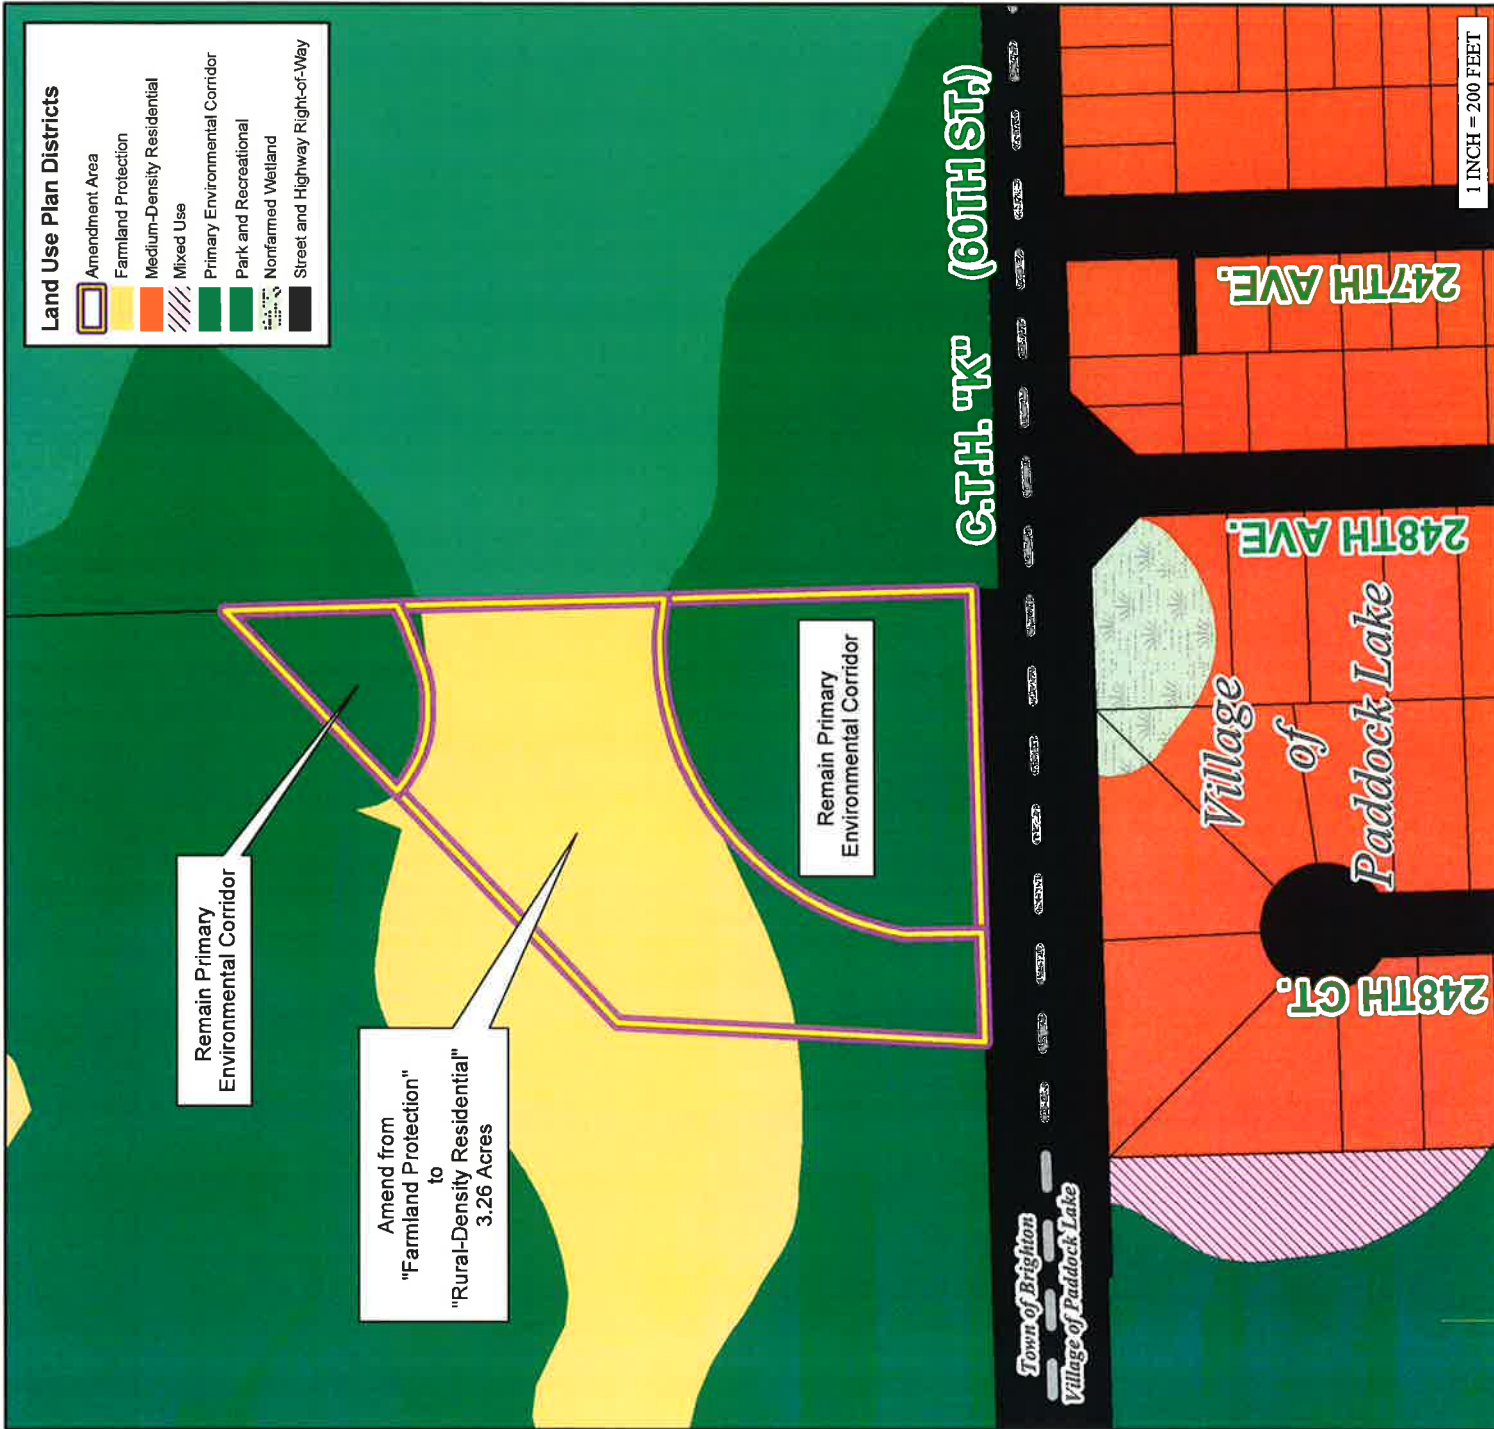 Land Use Plan Districts
Amendment Area
Farmland Protection
Medium-Density Residential
Mixed Use
Primary Environmental Corridor
Park and Recreational
Nonfarmed Wetland
Street and Highway Right-of-Way
Remain Primary
Environmental Corridor
Amend from
"Farmland Protection"
to
"Rural-Density Residential"
3.26 Acres
Remain Primary
Environmental Corridor
C.T.H. "K" (60TH ST.)
Town of Brighton
Village of Paddock Lake
Village
of
Paddock Lake
248TH CT.
248TH AVE.
247TH AVE.
1 INCH = 200 FEET